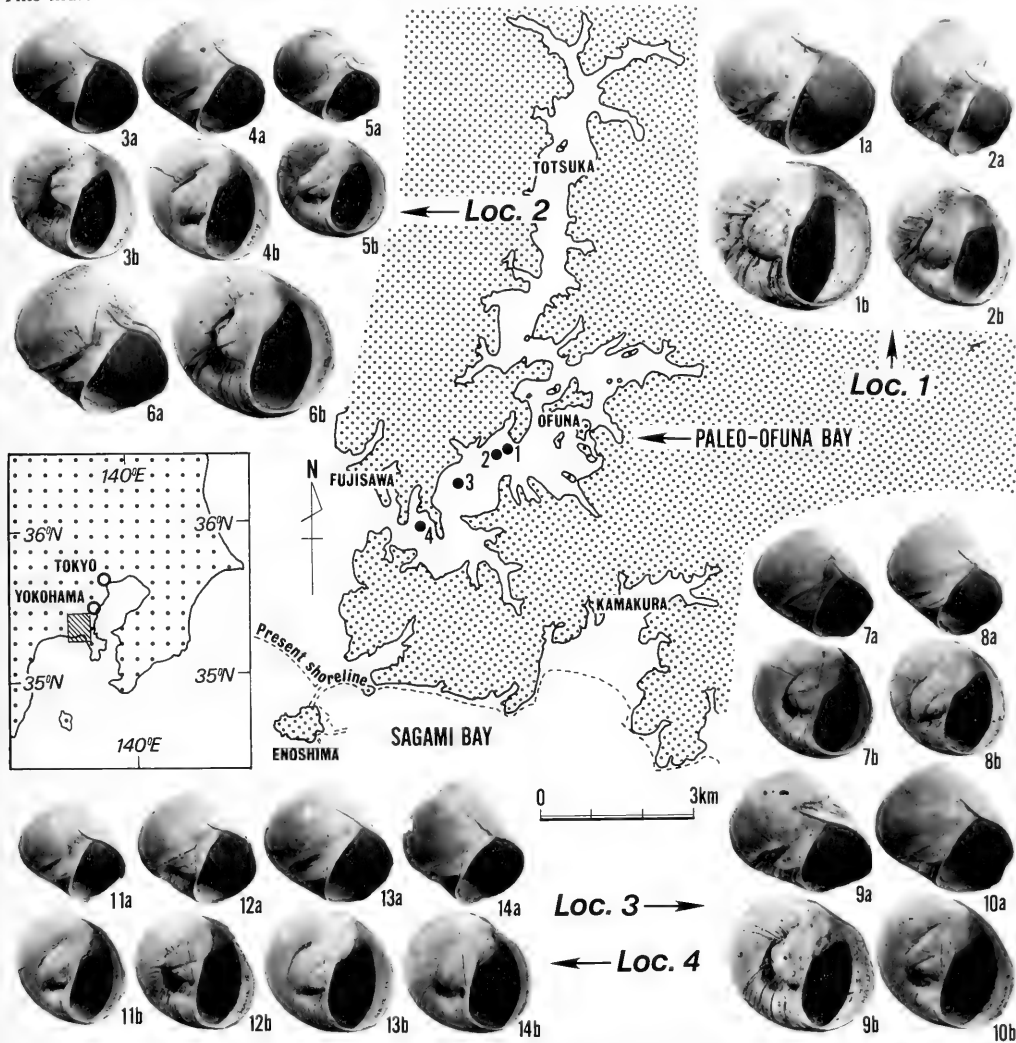 3a
4a
5a
1a
2a
TOTSUKA
3b
4b
5b
← Loc. 2
1b
2b
6a
6b
Loc. 1
OFUNA
← PALEO-OFUNA BAY
1
2
FUJISAWA
3
4
N
140°E
36°N
36°N
TOKYO
YOKOHAMA
35°N
35°N
140°E
KAMAKURA
7a
8a
Present shoreline
SAGAMI BAY
ENOSHIMA
7b
8b
0
3km
11a
12a
13a
14a
Loc. 3 →
9a
10a
← Loc. 4
11b
12b
13b
14b
9b
10b